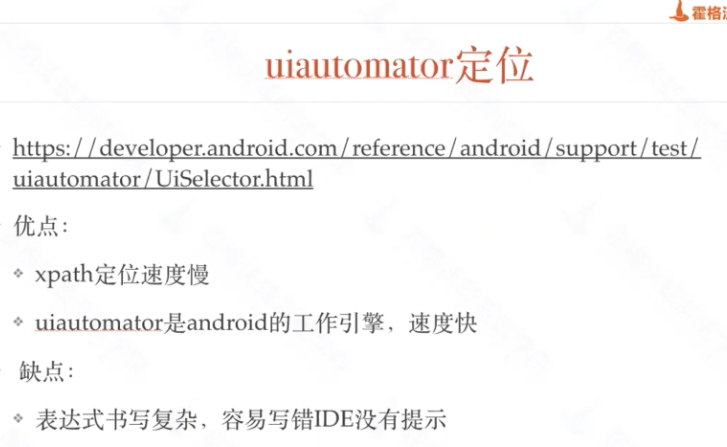 霍格
uiautomator定位
https://developer.android.com/reference/android/support/test/
uiautomator/UiSelector.html
优点：
xpath定位速度慢
uiautomator是android的工作引擎，速度快
缺点：
表达式书写复杂，容易写错IDE没有提示